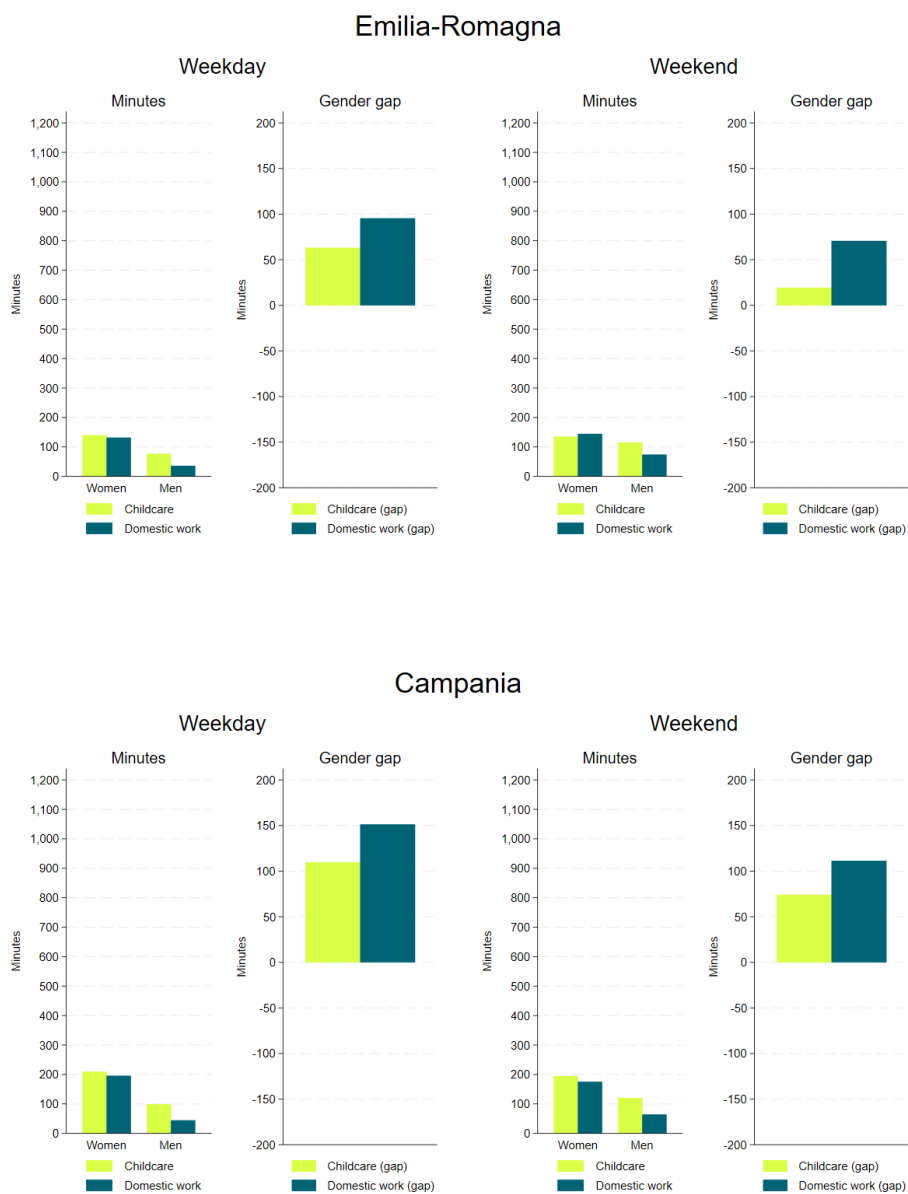 Emilia-Romagna
Weekday
Weekend
Minutes
Gender gap
Minutes
Gender gap
1,200
1,100
1,000
900
800
700
600
500
400
300
200
100
0
Minutes
Women Men
Childcare
Domestic work
200
150
100
50
0
-50
-100
-150
-200
Minutes
Childcare (gap)
Domestic work (gap)
1,200
1,100
1,000
900
800
700
600
500
400
300
200
100
0
Minutes
Women Men
Childcare
Domestic work
200
150
100
50
0
-50
-100
-150
-200
Minutes
Childcare (gap)
Domestic work (gap)
Campania
Weekday
Weekend
Minutes
Gender gap
Minutes
Gender gap
1,200
1,100
1,000
900
800
700
600
500
400
300
200
100
0
Minutes
Women Men
Childcare
Domestic work
200
150
100
50
0
-50
-100
-150
-200
Minutes
Childcare (gap)
Domestic work (gap)
1,200
1,100
1,000
900
800
700
600
500
400
300
200
100
0
Minutes
Women Men
Childcare
Domestic work
200
150
100
50
0
-50
-100
-150
-200
Minutes
Childcare (gap)
Domestic work (gap)